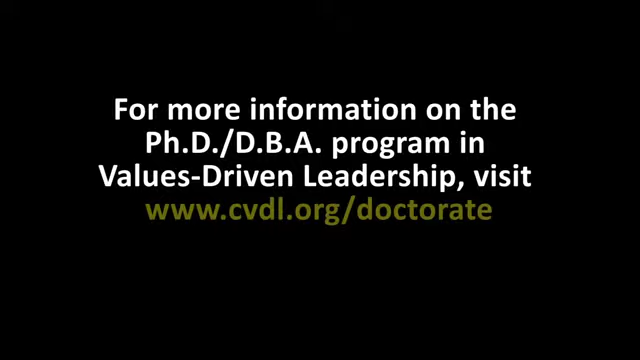 For more information on the
Ph.D./D.B.A. program in
Values-Driven Leadership, visit
www.cvdl.org/doctorate